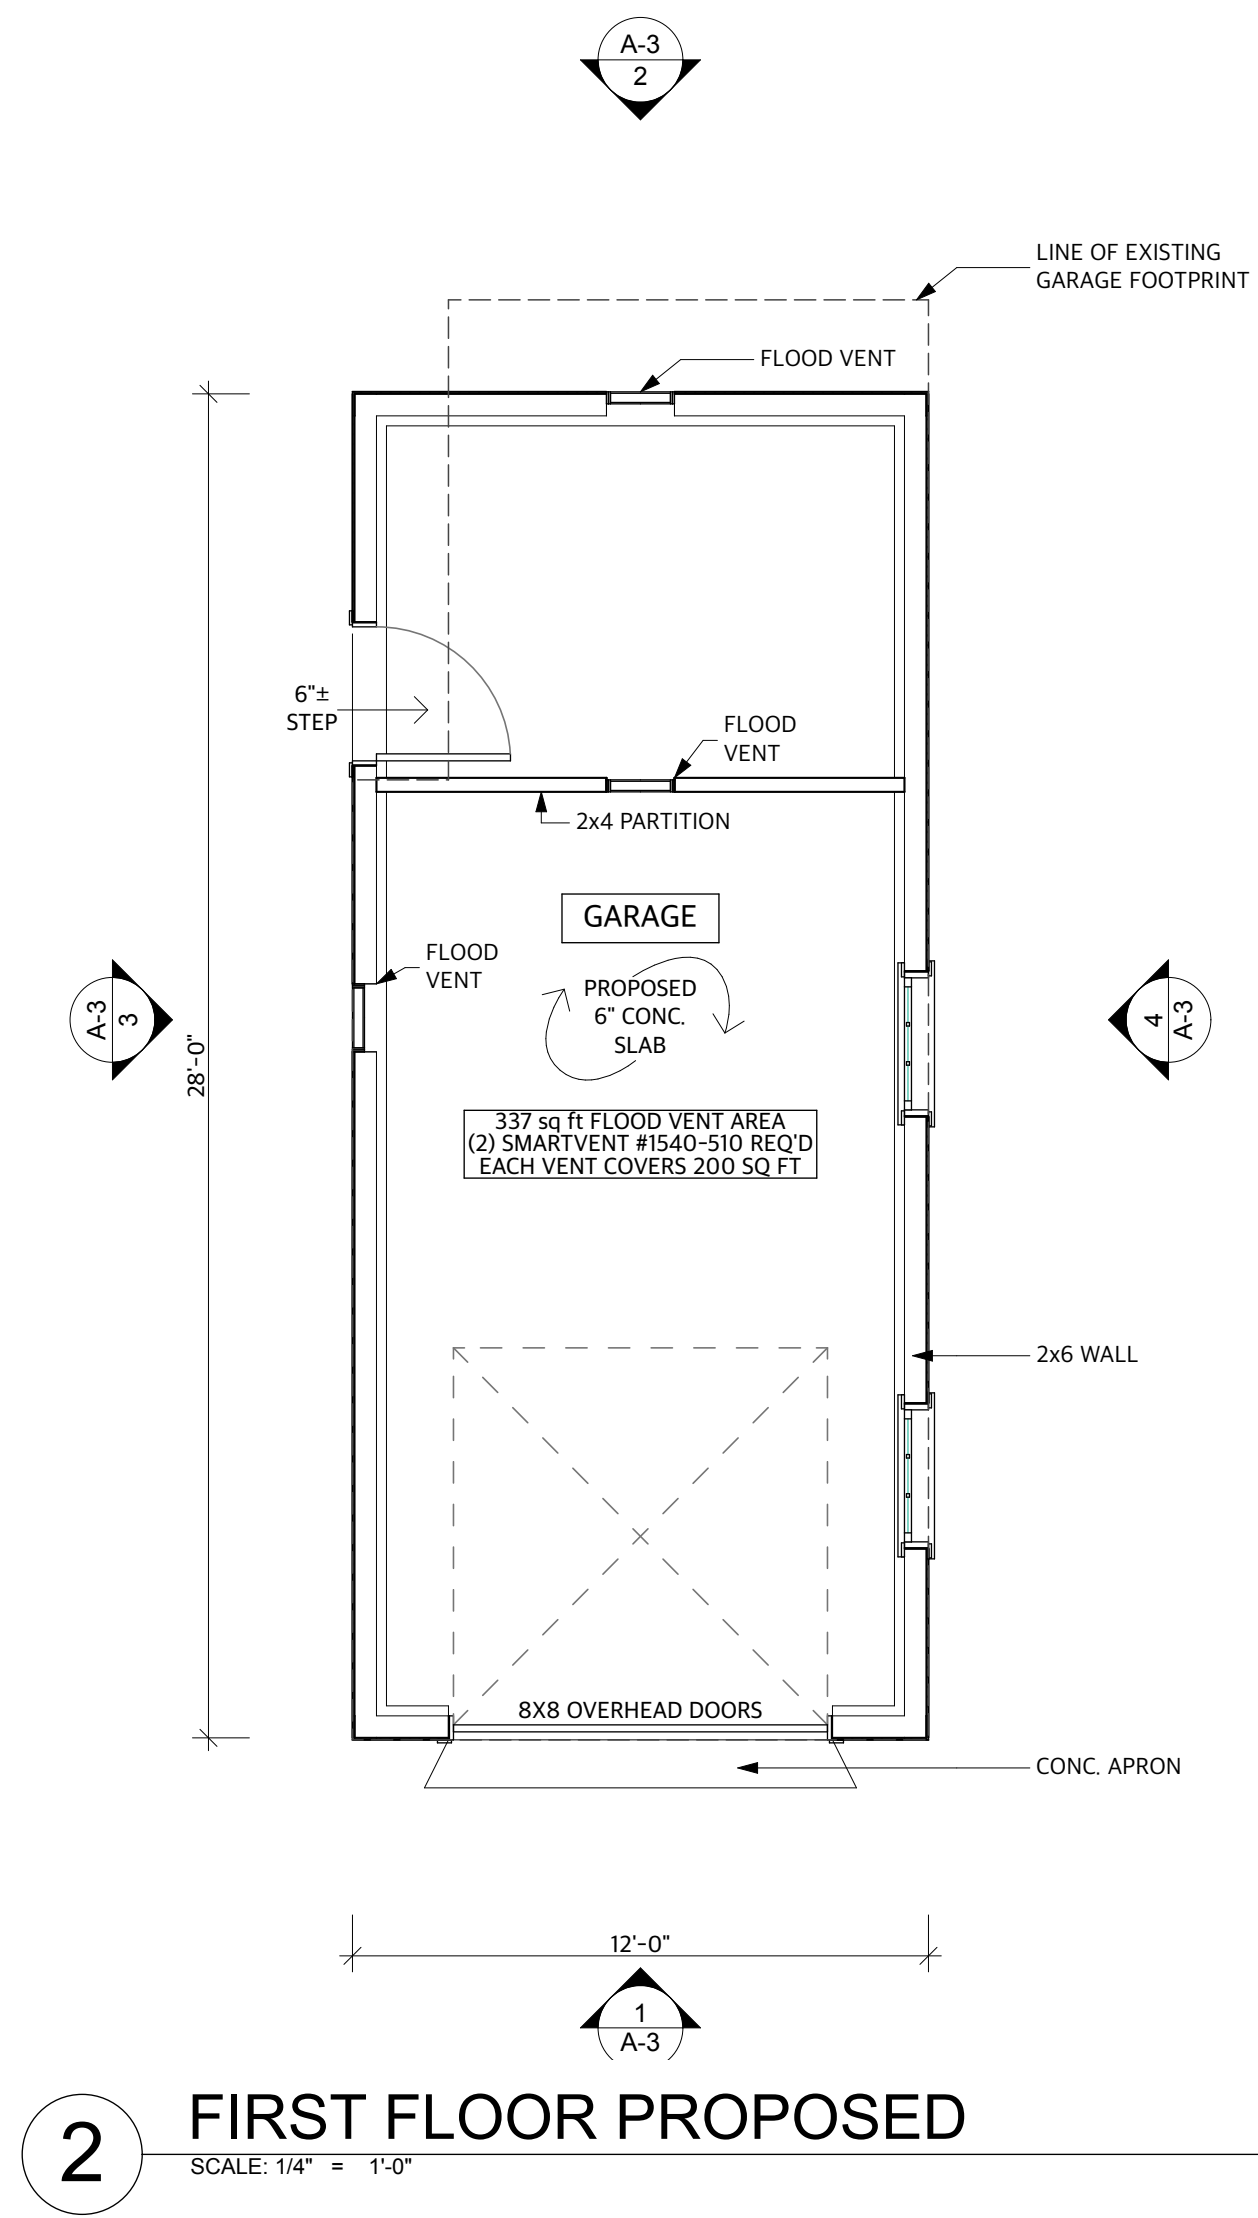 A-3
2
LINE OF EXISTING
GARAGE FOOTPRINT
FLOOD VENT
6"±
STEP
FLOOD
VENT
2x4 PARTITION
GARAGE
FLOOD
VENT
PROPOSED
6" CONC.
SLAB
A-3
3
4
A-3
28'-0"
337 sq ft FLOOD VENT AREA
(2) SMARTVENT #1540-510 REQ'D
EACH VENT COVERS 200 SQ FT
2x6 WALL
8X8 OVERHEAD DOORS
CONC. APRON
12'-0"
1
A-3
2
FIRST FLOOR PROPOSED
SCALE: 1/4" = 1'-0"